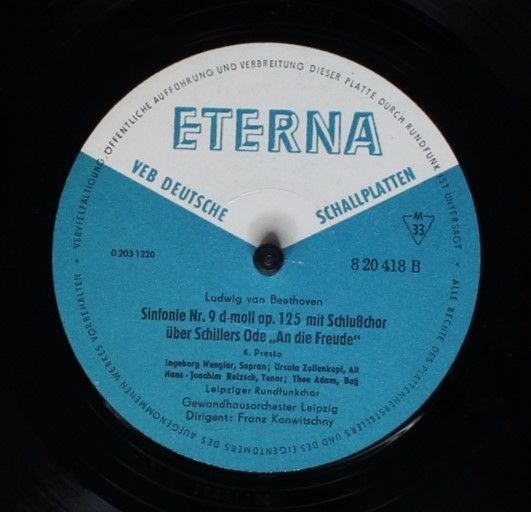 VERVIELFÄLTIGUNG, ÖFFENTLICHE AUFFÜHRUNG UND VERBREITUNG DIESER PLATTE DURCH RUNDFUNK IST UNTERSAGT • ALLE RECHTE DES PLATTENHERSTELLERS UND DES EIGENTÜMERS DES AUFGENOMMENEN WERKES VORBEHALTEN •
ETERNA
VEB DEUTSCHE SCHALLPLATTEN
M
33
0 203 1220
8 20 418 B
Ludwig van Beethoven
Sinfonie Nr. 9 d-moll op. 125 mit Schlußchor
über Schillers Ode „An die Freude“
4. Presto
Ingeborg Wenglor, Sopran; Ursula Zollenkopf, Alt
Hans-Joachim Rotzsch, Tenor; Theo Adam, Baß
Leipziger Rundfunkchor
Gewandhausorchester Leipzig
Dirigent: Franz Konwitschny